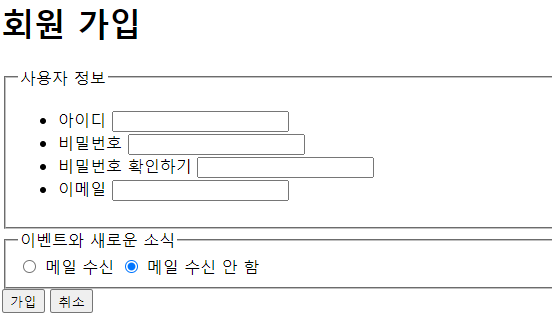 회원 가입
사용자 정보
아이디
비밀번호
비밀번호 확인하기
이메일
이벤트와 새로운 소식
메일 수신 메일 수신 안 함
가입 취소